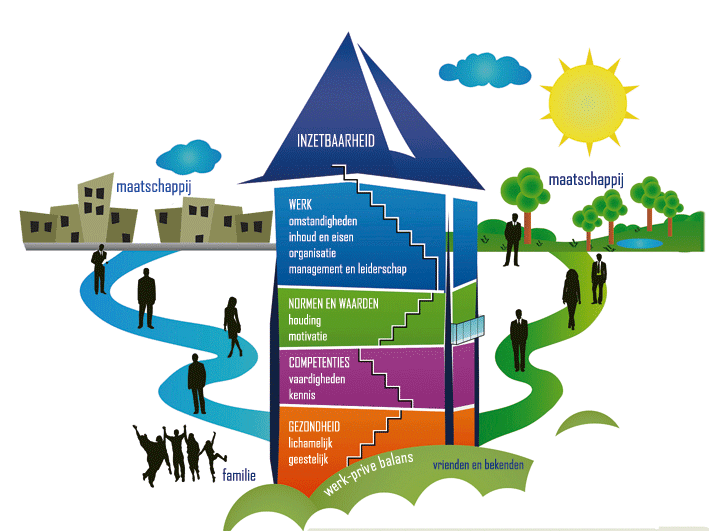 INZETBAARHEID
maatschappij
maatschappij
WERK
omstandigheden
inhoud en eisen
organisatie
management en leiderschap
NORMEN EN WAARDEN
houding
motivatie
COMPETENTIES
vaardigheden
kennis
GEZONDHEID
lichamelijk
geestelijk
familie
werk-prive balans
vrienden en bekenden